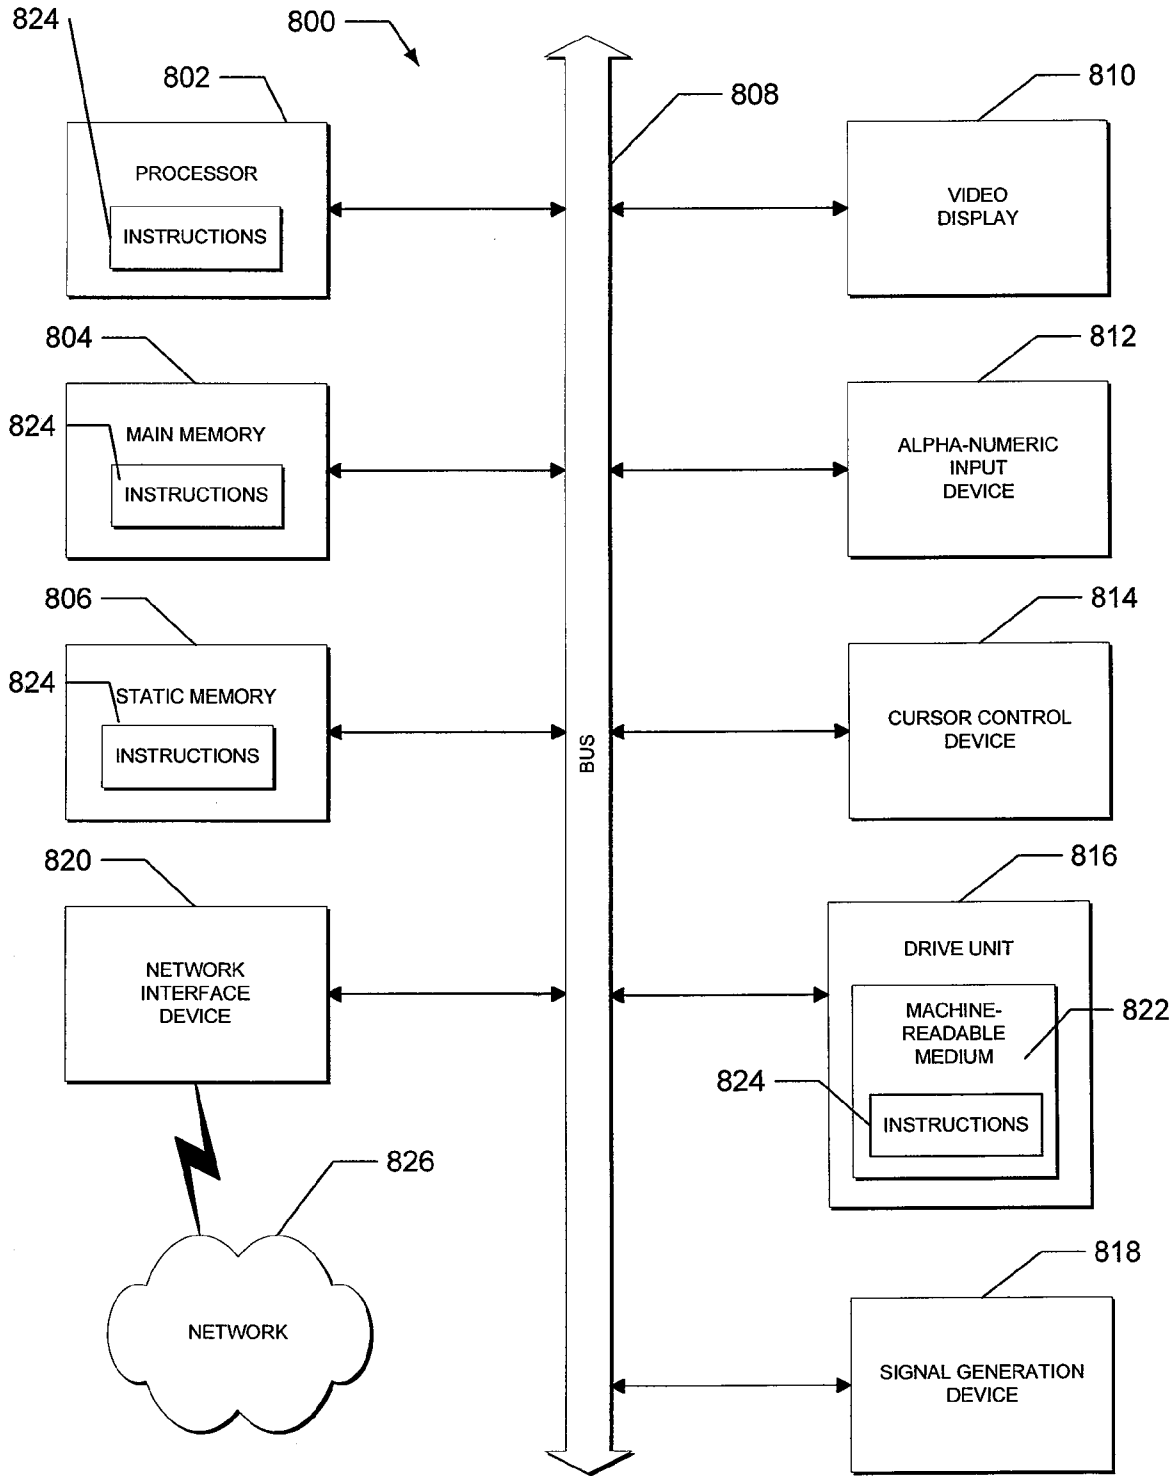 824
800
802
808
810
PROCESSOR
INSTRUCTIONS
VIDEO
DISPLAY
804
812
824
MAIN MEMORY
INSTRUCTIONS
ALPHA-NUMERIC
INPUT
DEVICE
806
814
824
STATIC MEMORY
INSTRUCTIONS
BUS
CURSOR CONTROL
DEVICE
820
816
NETWORK
INTERFACE
DEVICE
DRIVE UNIT
MACHINE-
READABLE
MEDIUM
822
824
INSTRUCTIONS
826
NETWORK
818
SIGNAL GENERATION
DEVICE